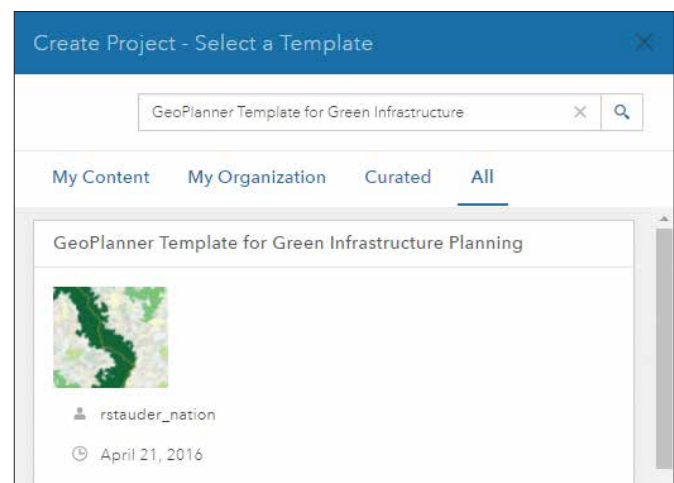 Create Project - Select a Template
GeoPlanner Template for Green Infrastructure
My Content My Organization Curated All
GeoPlanner Template for Green Infrastructure Planning
rstauder_nation
April 21, 2016